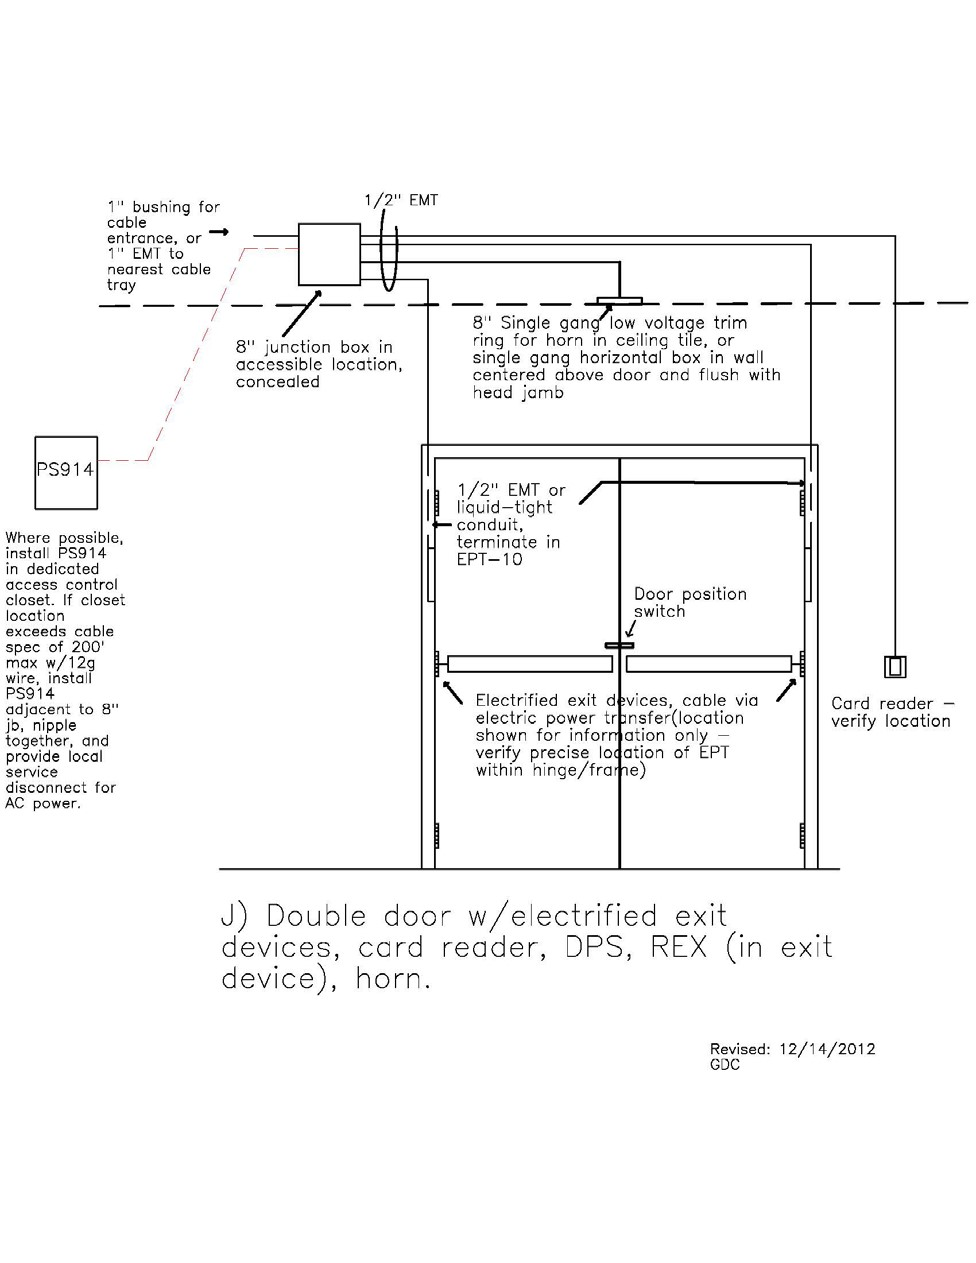 1/2" EMT
1" bushing for
cable
entrance, or
1" EMT to
nearest cable
tray
8" junction box in
accessible location,
concealed
8" Single gang low voltage trim
ring for horn in ceiling tile, or
single gang horizontal box in wall
centered above door and flush with
head jamb
PS914
Where possible,
install PS914
in dedicated
access control
closet. If closet
location
exceeds cable
spec of 200'
max w/12g
wire, install
PS914
adjacent to 8"
jb, nipple
together, and
provide local
service
disconnect for
AC power.
1/2" EMT or
liquid-tight
conduit,
terminate in
EPT-10
Door position
switch
Electrified exit devices, cable via
electric power transfer(location
shown for information only -
verify precise location of EPT
within hinge/frame)
Card reader -
verify location
J) Double door w/electrified exit
devices, card reader, DPS, REX (in exit
device), horn.
Revised: 12/14/2012
GDC